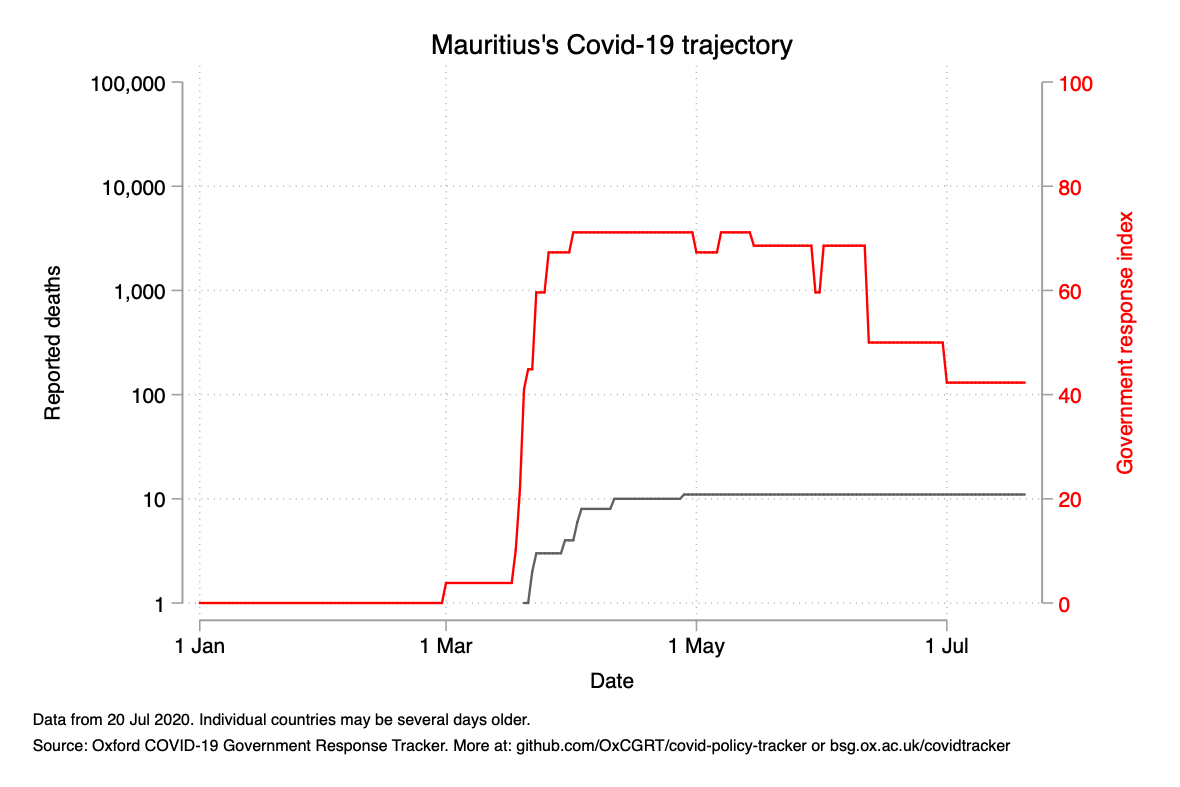 Mauritius's Covid-19 trajectory
100,000
10,000
1,000
100
10
1
Reported deaths
100
80
60
40
20
0
Government response index
1 Jan
1 Mar
1 May
1 Jul
Date
Data from 20 Jul 2020. Individual countries may be several days older.
Source: Oxford COVID-19 Government Response Tracker. More at: github.com/OxCGRT/covid-policy-tracker or bsg.ox.ac.uk/covidtracker